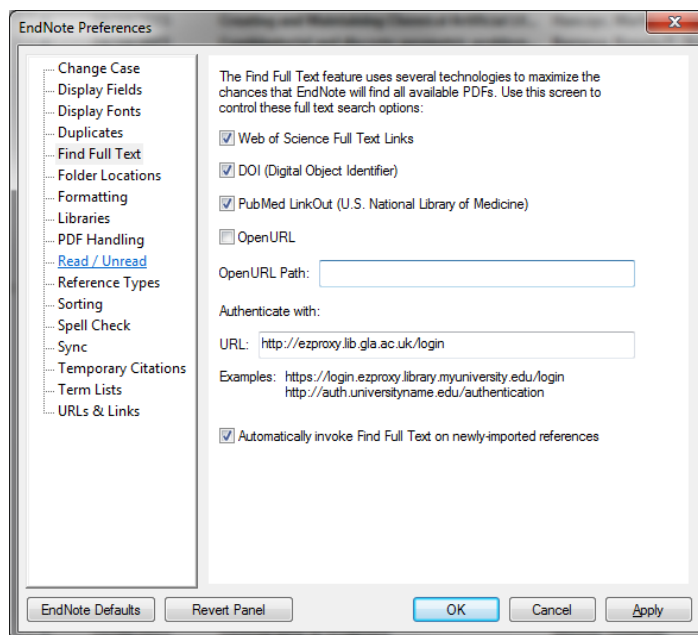 EndNote Preferences
Change Case
Display Fields
Display Fonts
Duplicates
Find Full Text
Folder Locations
Formatting
Libraries
PDF Handling
Read / Unread
Reference Types
Sorting
Spell Check
Sync
Temporary Citations
Term Lists
URLs & Links
The Find Full Text feature uses several technologies to maximize the
chances that EndNote will find all available PDFs. Use this screen to
control these full text search options:
Web of Science Full Text Links
DOI (Digital Object Identifier)
PubMed LinkOut (U.S. National Library of Medicine)
OpenURL
OpenURL Path:
Authenticate with:
URL: http://ezproxy.lib.gla.ac.uk/login
Examples: https://login.ezproxy.library.myuniversity.edu/login
http://auth.universityname.edu/authentication
Automatically invoke Find Full Text on newly-imported references
EndNote Defaults Revert Panel OK Cancel Apply